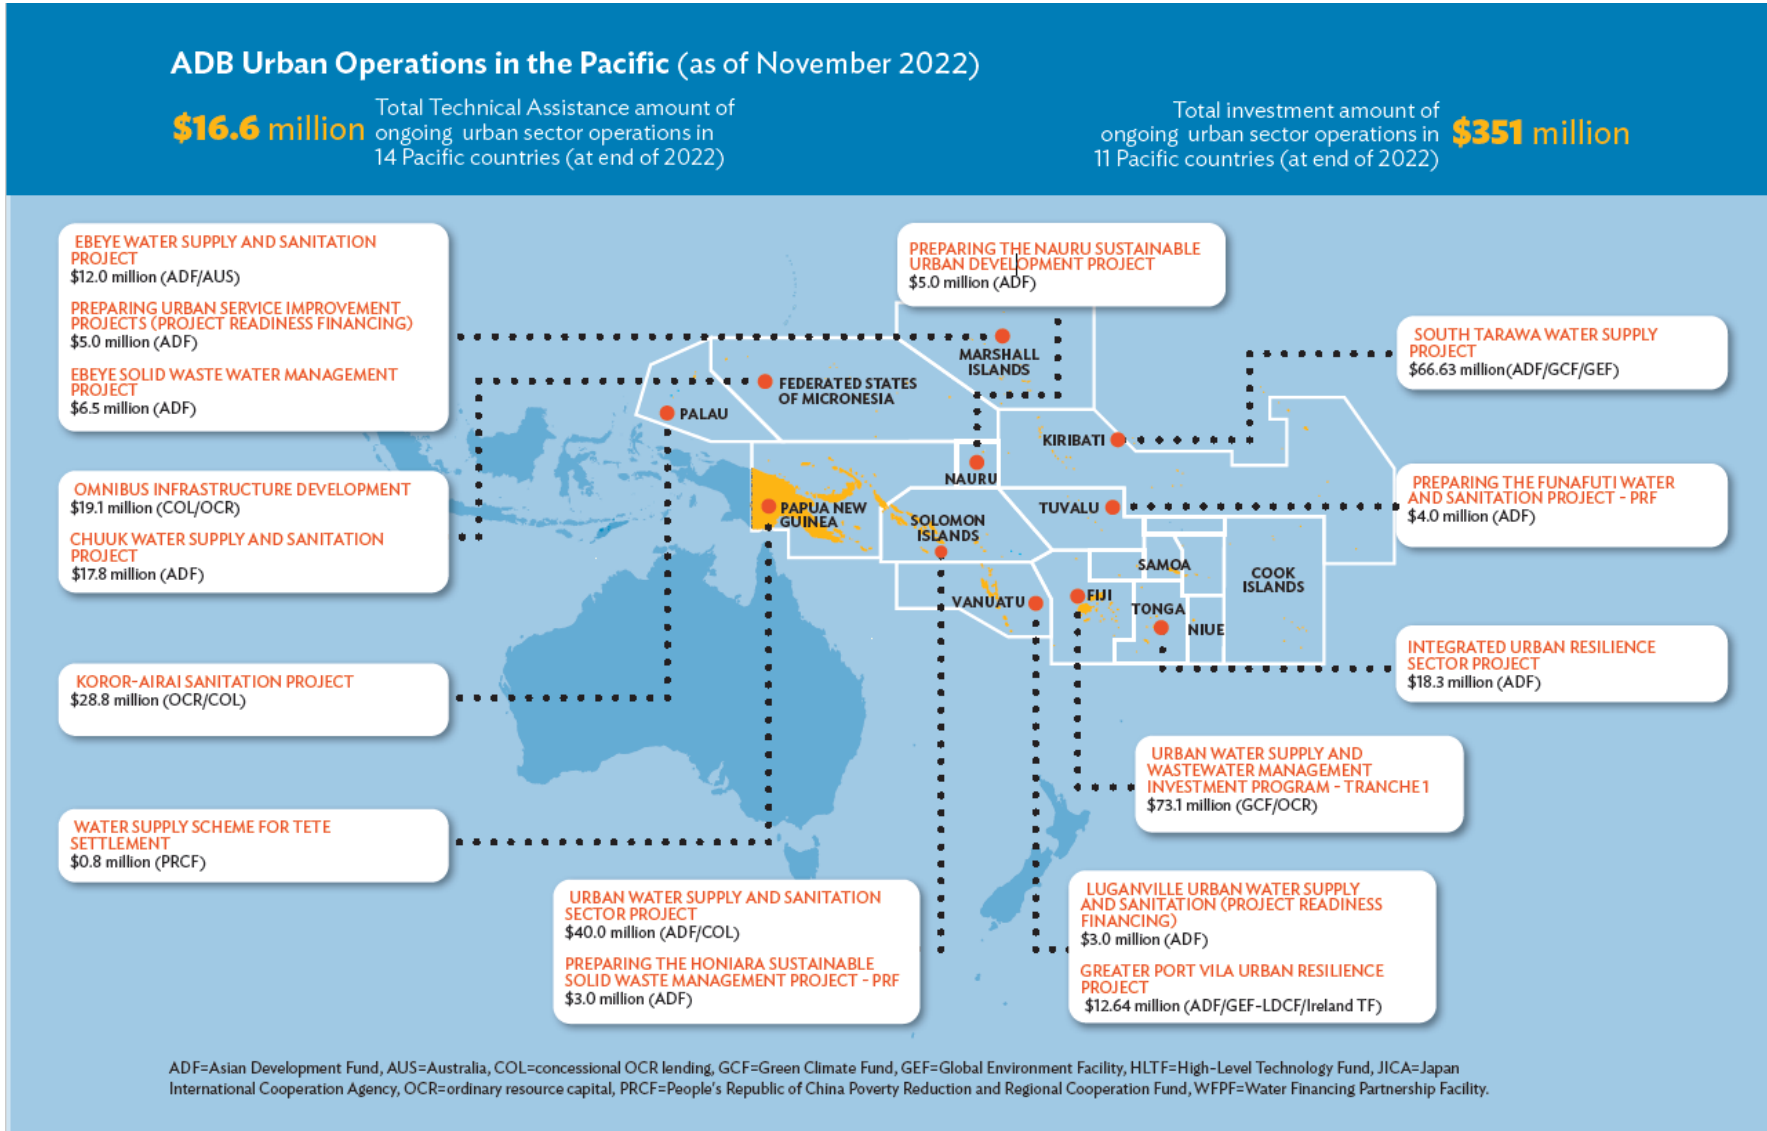 ADB Urban Operations in the Pacific (as of November 2022)
$16.6 million
Total Technical Assistance amount of
ongoing urban sector operations in
14 Pacific countries (at end of 2022)
Total investment amount of
ongoing urban sector operations in
11 Pacific countries (at end of 2022)
$351 million
EBEYE WATER SUPPLY AND SANITATION
PROJECT
$12.0 million (ADF/AUS)
PREPARING URBAN SERVICE IMPROVEMENT
PROJECTS (PROJECT READINESS FINANCING)
$5.0 million (ADF)
EBEYE SOLID WASTE WATER MANAGEMENT
PROJECT
$6.5 million (ADF)
PREPARING THE NAURU SUSTAINABLE
URBAN DEVELOPMENT PROJECT
$5.0 million (ADF)
SOUTH TARAWA WATER SUPPLY
PROJECT
$66.63 million(ADF/GCF/GEF)
MARSHALL
ISLANDS
FEDERATED STATES
OF MICRONESIA
PALAU
KIRIBATI
NAURU
PAPUA NEW
GUINEA
SOLOMON
ISLANDS
TUVALU
SAMOA
COOK
ISLANDS
VANUATU
FIJI
TONGA
NIUE
OMNIBUS INFRASTRUCTURE DEVELOPMENT
$19.1 million (COL/OCR)
CHUUK WATER SUPPLY AND SANITATION
PROJECT
$17.8 million (ADF)
PREPARING THE FUNAFUTI WATER
AND SANITATION PROJECT - PRF
$4.0 million (ADF)
KOROR-AIRAI SANITATION PROJECT
$28.8 million (OCR/COL)
INTEGRATED URBAN RESILIENCE
SECTOR PROJECT
$18.3 million (ADF)
URBAN WATER SUPPLY AND
WASTEWATER MANAGEMENT
INVESTMENT PROGRAM - TRANCHE 1
$73.1 million (GCF/OCR)
WATER SUPPLY SCHEME FOR TETE
SETTLEMENT
$0.8 million (PRCF)
URBAN WATER SUPPLY AND SANITATION
SECTOR PROJECT
$40.0 million (ADF/COL)
PREPARING THE HONIARA SUSTAINABLE
SOLID WASTE MANAGEMENT PROJECT - PRF
$3.0 million (ADF)
LUGANVILLE URBAN WATER SUPPLY
AND SANITATION (PROJECT READINESS
FINANCING)
$3.0 million (ADF)
GREATER PORT VILA URBAN RESILIENCE
PROJECT
$12.64 million (ADF/GEF-LDCF/Ireland TF)
ADF=Asian Development Fund, AUS=Australia, COL=concessional OCR lending, GCF=Green Climate Fund, GEF=Global Environment Facility, HLTF=High-Level Technology Fund, JICA=Japan
International Cooperation Agency, OCR=ordinary resource capital, PRCF=People's Republic of China Poverty Reduction and Regional Cooperation Fund, WFPF=Water Financing Partnership Facility.